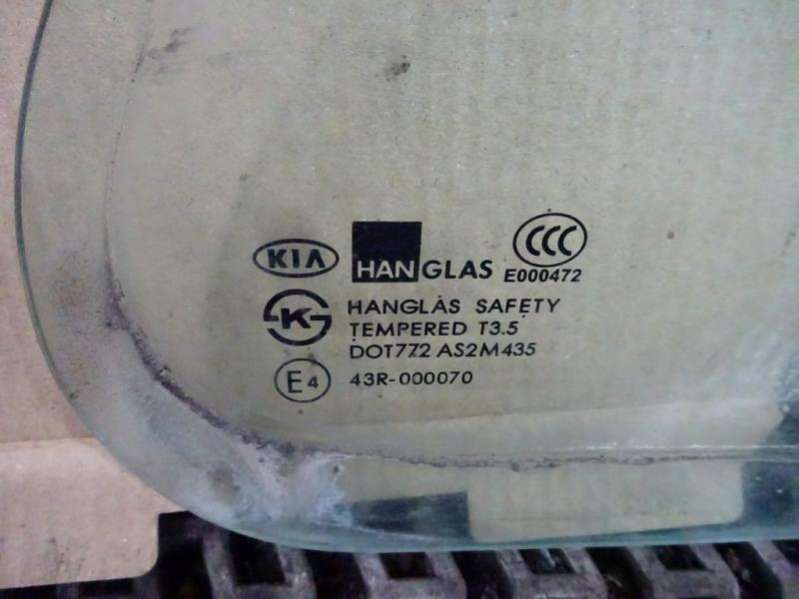 KIA HANGLAS CCC
E000472
K HANGLAS SAFETY
TEMPERED T3.5
DOT772 AS2M435
E4 43R-000070